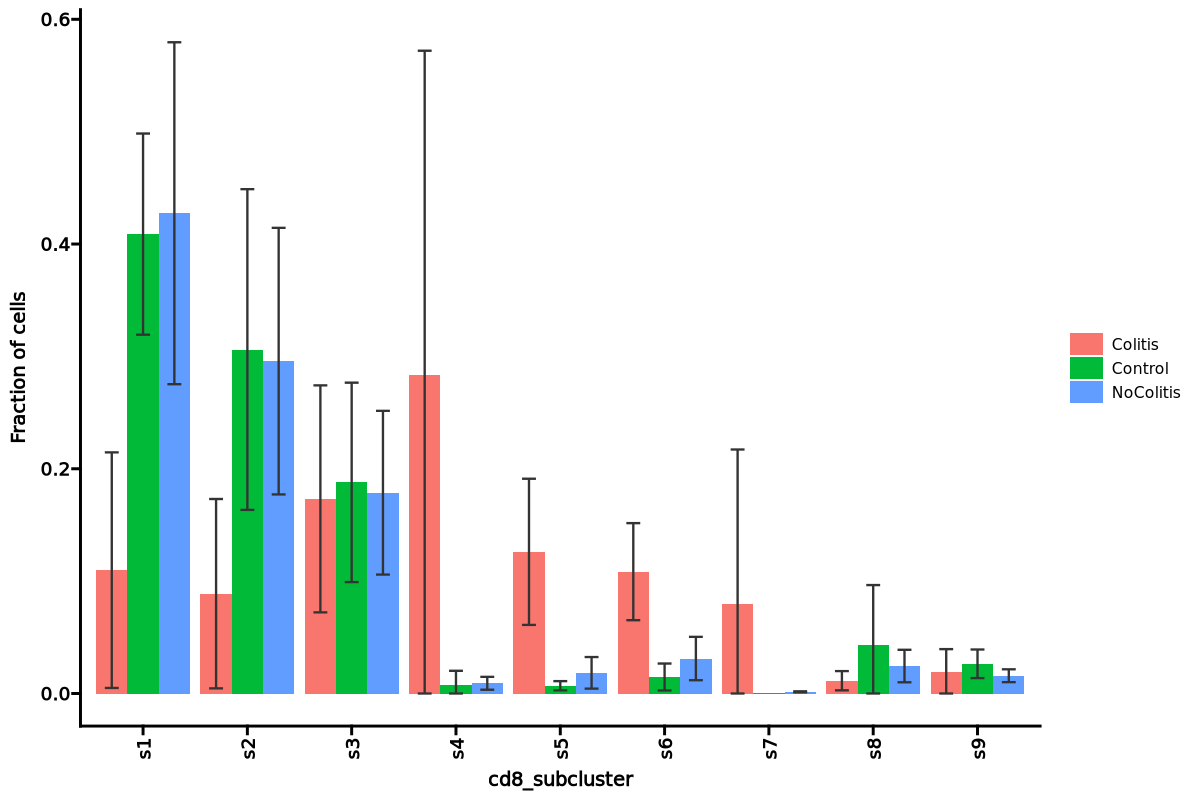 Fraction of cells
0.6
0.4
0.2
0.0
s1 s2 s3 s4 s5 s6 s7 s8 s9
cd8_subcluster
Colitis
Control
NoColitis